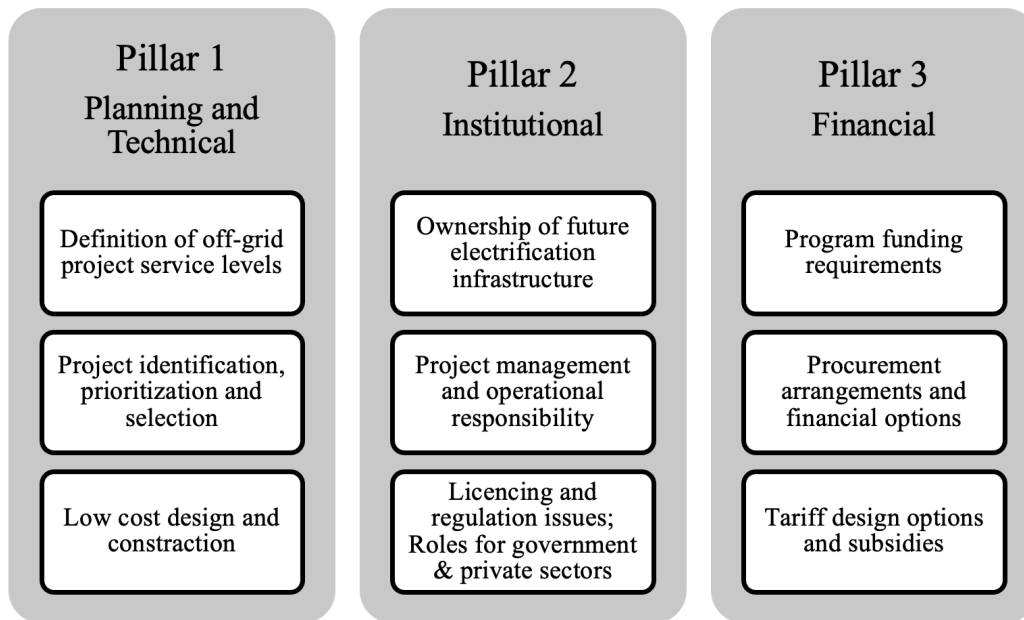 Pillar 1
Planning and
Technical
Definition of off-grid
project service levels
Project identification,
prioritization and
selection
Low cost design and
constraction
Pillar 2
Institutional
Ownership of future
electrification
infrastructure
Project management
and operational
responsibility
Licencing and
regulation issues;
Roles for government
& private sectors
Pillar 3
Financial
Program funding
requirements
Procurement
arrangements and
financial options
Tariff design options
and subsidies